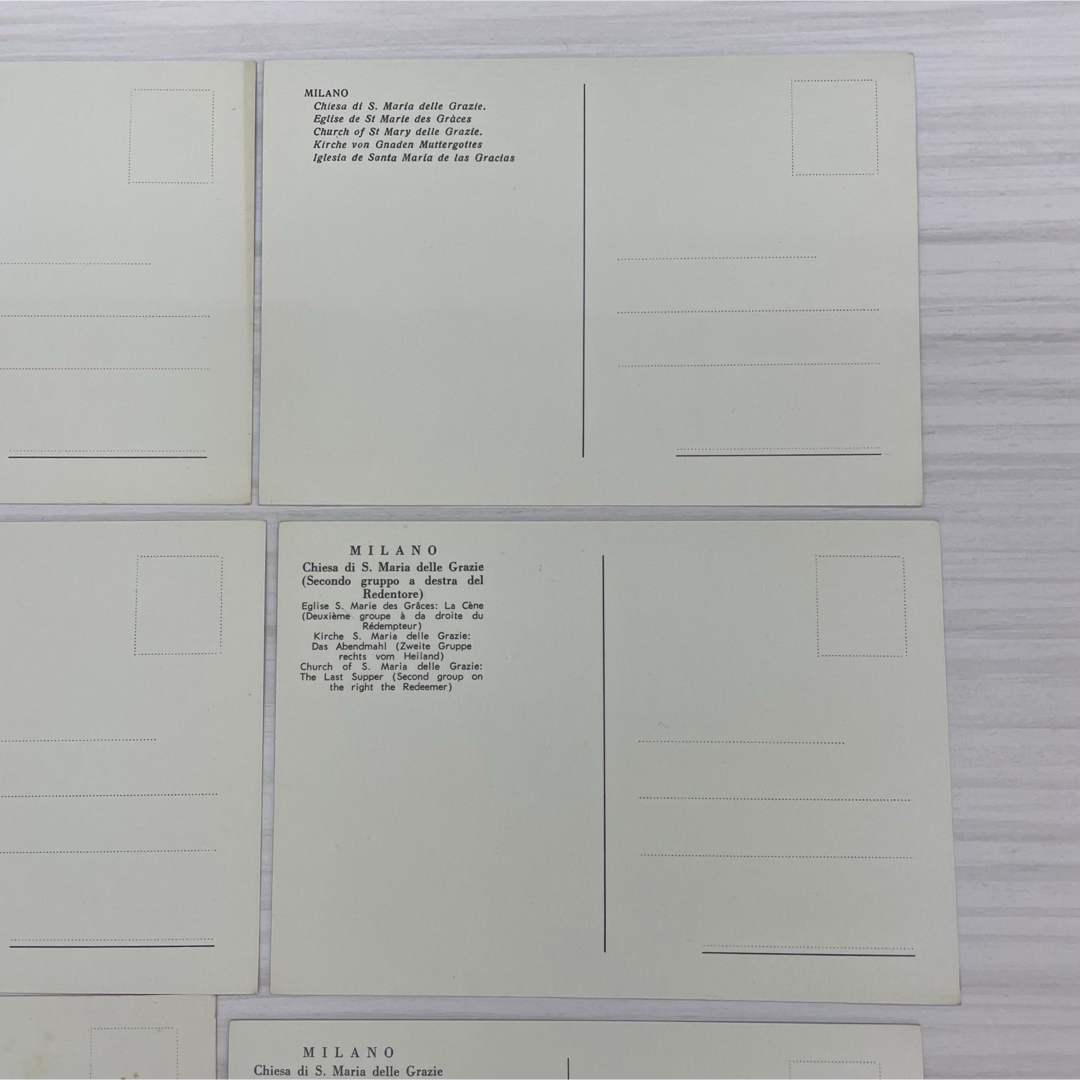 MILANO
Chiesa di S. Maria delle Grazie.
Eglise de St Marie des Grâces
Church of St Mary delle Grazie.
Kirche von Gnaden Muttergottes
Iglesia de Santa Maria de las Gracias
MILANO
Chiesa di S. Maria delle Grazie
(Secondo gruppo a destra del
Redentore)
Eglise S. Marie des Grâces: La Cène
(Deuxième groupe à da droite du
Rédempteur)
Kirche S. Maria delle Grazie:
Das Abendmahl (Zweite Gruppe
rechts vom Heiland)
Church of S. Maria delle Grazie:
The Last Supper (Second group on
the right the Redeemer)
MILANO
Chiesa di S. Maria delle Grazie